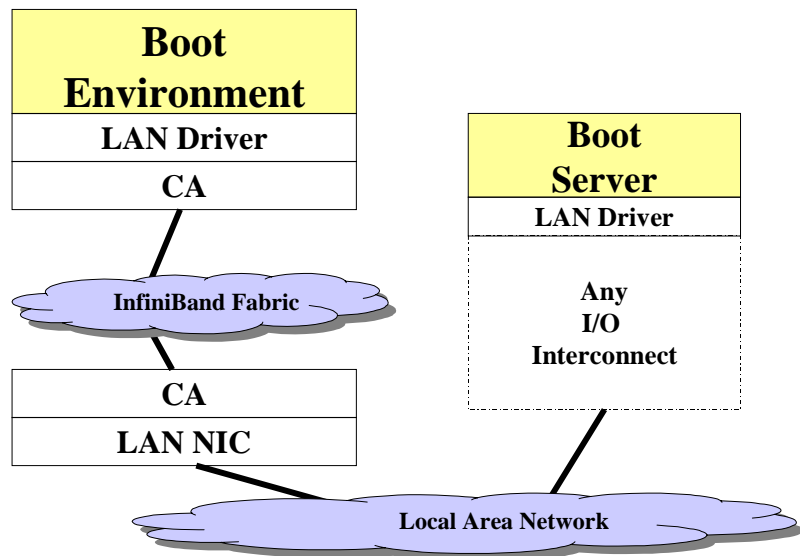 Boot
Environment
LAN Driver
CA
InfiniBand Fabric
CA
LAN NIC
Boot
Server
LAN Driver
Any
I/O
Interconnect
Local Area Network